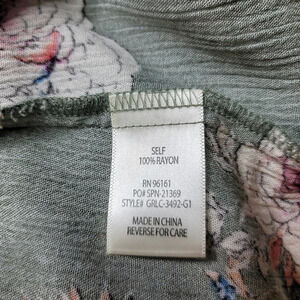 SELF
100% RAYON
RN 96161
PO# SPN-21369
STYLE# GRLC-3492-G1
MADE IN CHINA
REVERSE FOR CARE